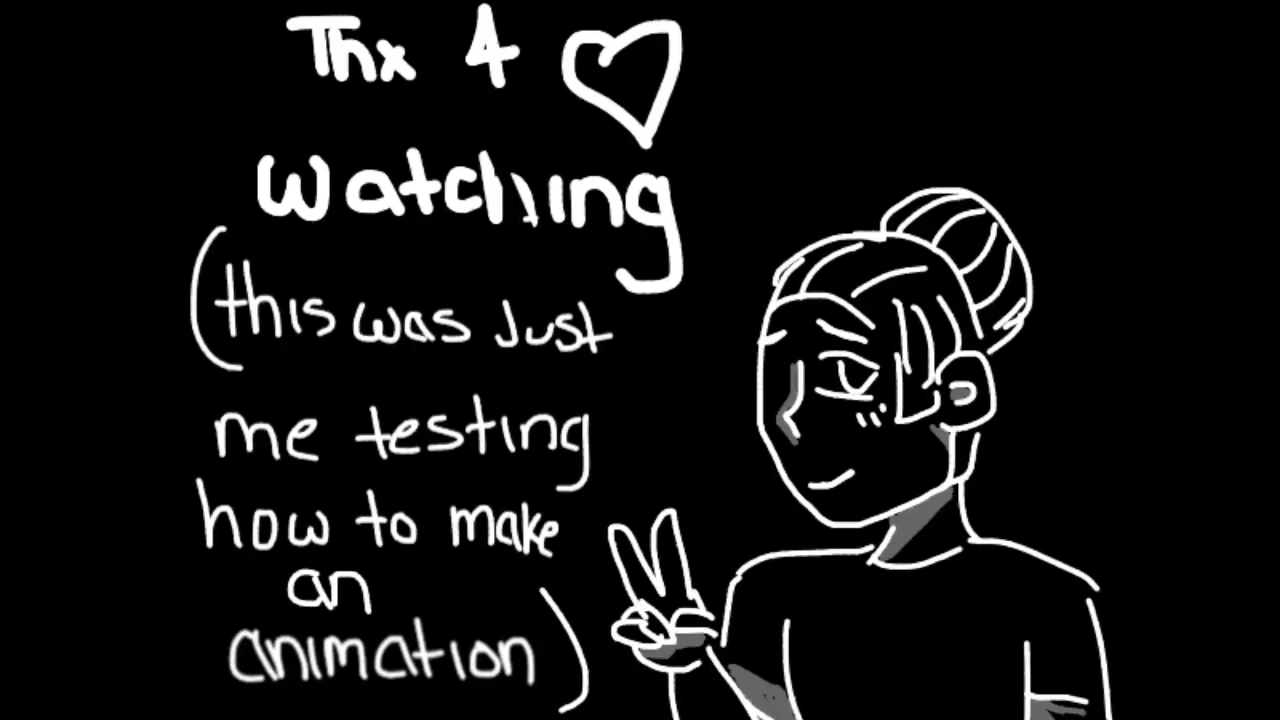 Thx 4
watching
(this was Just
me testing
how to make
an
animation)